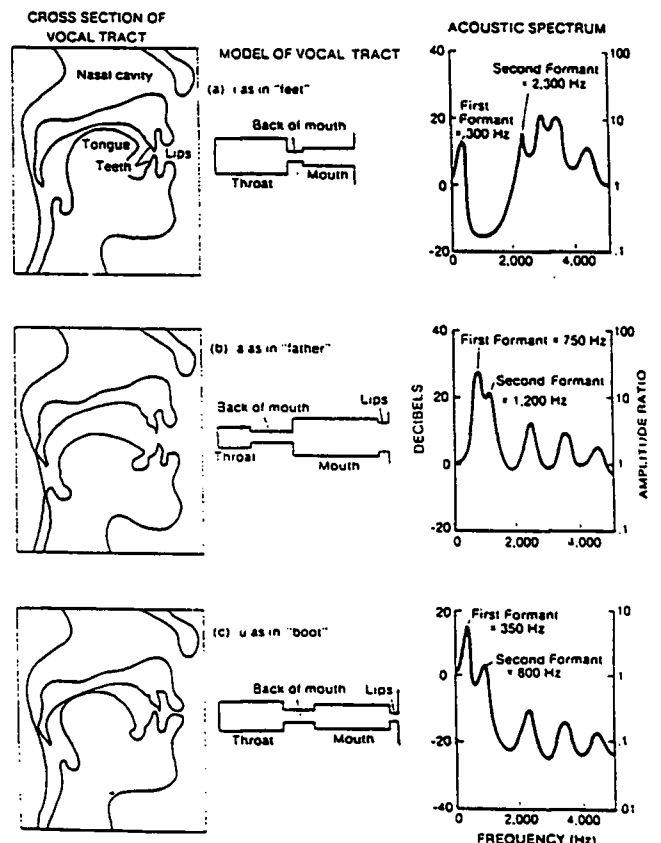 CROSS SECTION OF
VOCAL TRACT
MODEL OF VOCAL TRACT
ACOUSTIC SPECTRUM
Nasal cavity
Tongue
Teeth
Lips
(a) i as in "feet"
Back of mouth
Throat
Mouth
First
Formant
= 300 Hz
Second Formant
= 2,300 Hz
40
20
0
-20
100
10
1
.1
0
2,000
4,000
(b) a as in "father"
Back of mouth
Lips
Throat
Mouth
First Formant = 750 Hz
Second Formant
= 1,200 Hz
DECIBELS
AMPLITUDE RATIO
40
20
0
-20
100
10
1
.1
0
2,000
4,000
(c) u as in "boot"
Back of mouth
Lips
Throat
Mouth
First Formant
= 350 Hz
Second Formant
= 800 Hz
20
0
-20
-40
10
1
0.1
.01
0
2,000
4,000
FREQUENCY (Hz)